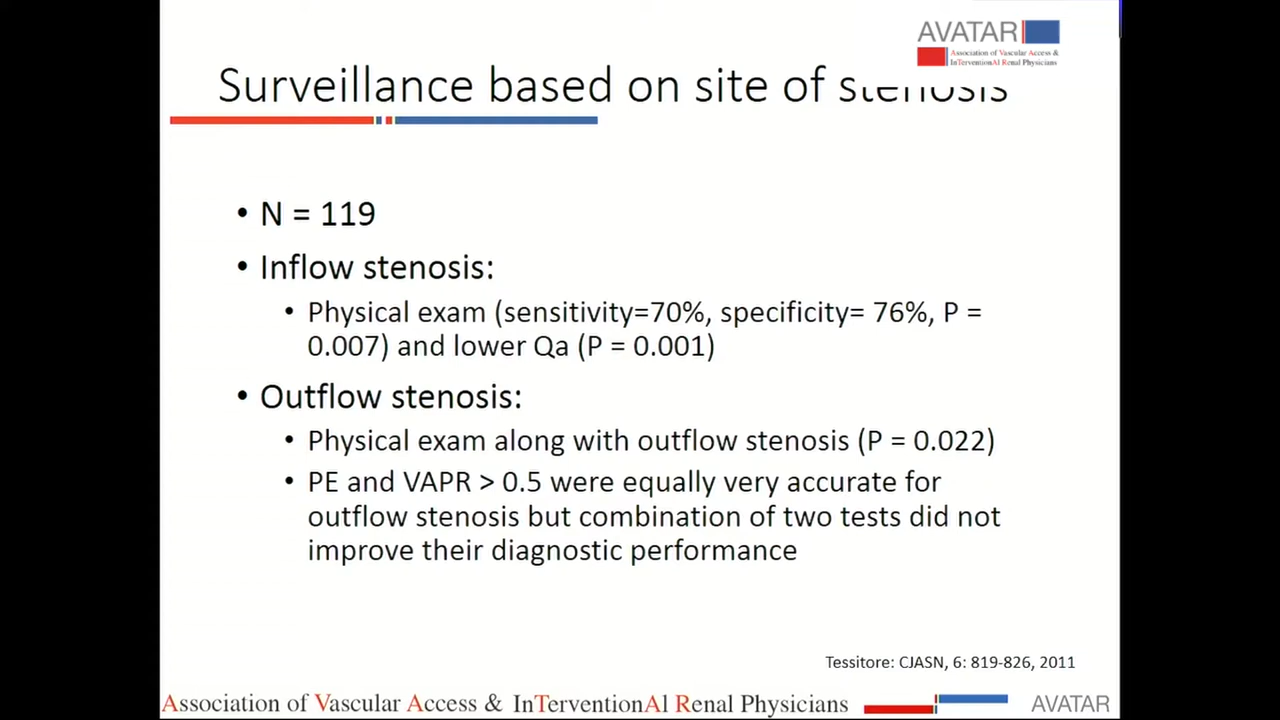 AVATAR
Association of Vascular Access &
InTerventionAl Renal Physicians
Surveillance based on site of stenosis
• N = 119
• Inflow stenosis:
• Physical exam (sensitivity=70%, specificity= 76%, P =
0.007) and lower Qa (P = 0.001)
• Outflow stenosis:
• Physical exam along with outflow stenosis (P = 0.022)
• PE and VAPR > 0.5 were equally very accurate for
outflow stenosis but combination of two tests did not
improve their diagnostic performance
Tessitore: CJASN, 6: 819-826, 2011
Association of Vascular Access & InTerventionAl Renal Physicians AVATAR